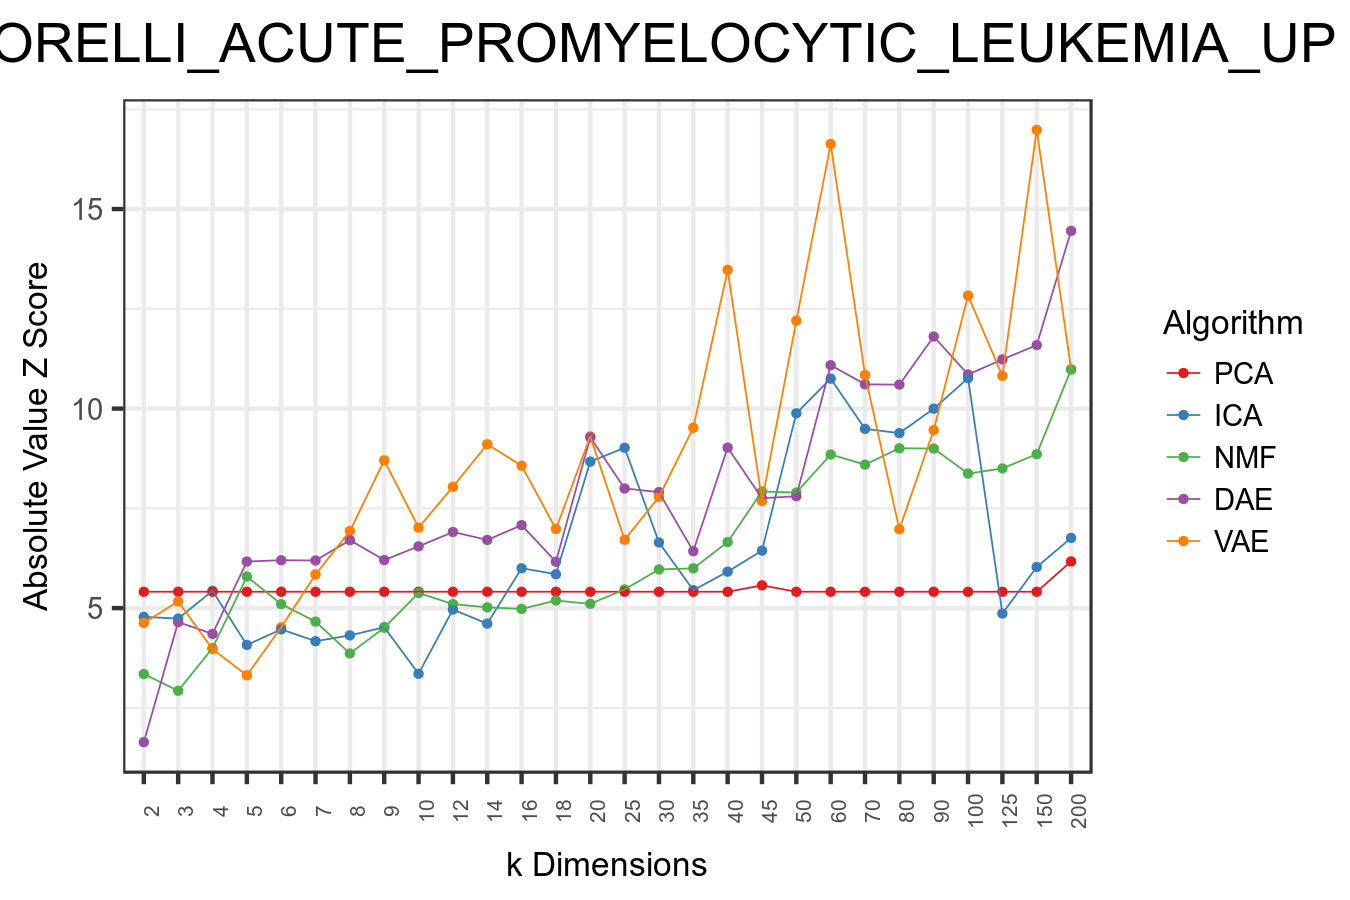 ORELLI_ACUTE_PROMYELOCYTIC_LEUKEMIA_UP
Absolute Value Z Score
15
10
5
2 3 4 5 6 7 8 9 10 12 14 16 18 20 25 30 35 40 45 50 60 70 80 90 100 125 150 200
k Dimensions
Algorithm
PCA
ICA
NMF
DAE
VAE